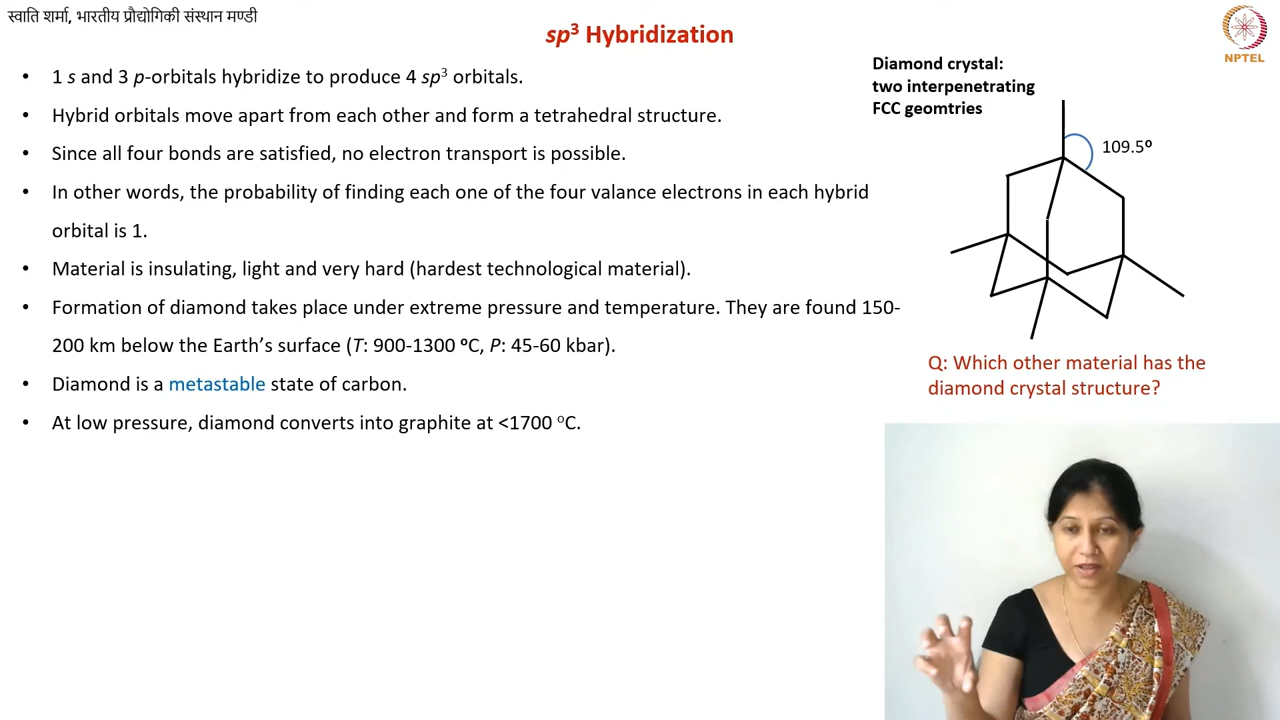 स्वाति शर्मा, भारतीय प्रौद्योगिकी संस्थान मण्डी
sp³ Hybridization
NPTEL
• 1 s and 3 p-orbitals hybridize to produce 4 sp³ orbitals.
• Hybrid orbitals move apart from each other and form a tetrahedral structure.
• Since all four bonds are satisfied, no electron transport is possible.
• In other words, the probability of finding each one of the four valance electrons in each hybrid
orbital is 1.
• Material is insulating, light and very hard (hardest technological material).
• Formation of diamond takes place under extreme pressure and temperature. They are found 150-
200 km below the Earth's surface (T: 900-1300 ºC, P: 45-60 kbar).
• Diamond is a metastable state of carbon.
• At low pressure, diamond converts into graphite at <1700 °C.
Diamond crystal:
two interpenetrating
FCC geomtries
109.5º
Q: Which other material has the
diamond crystal structure?